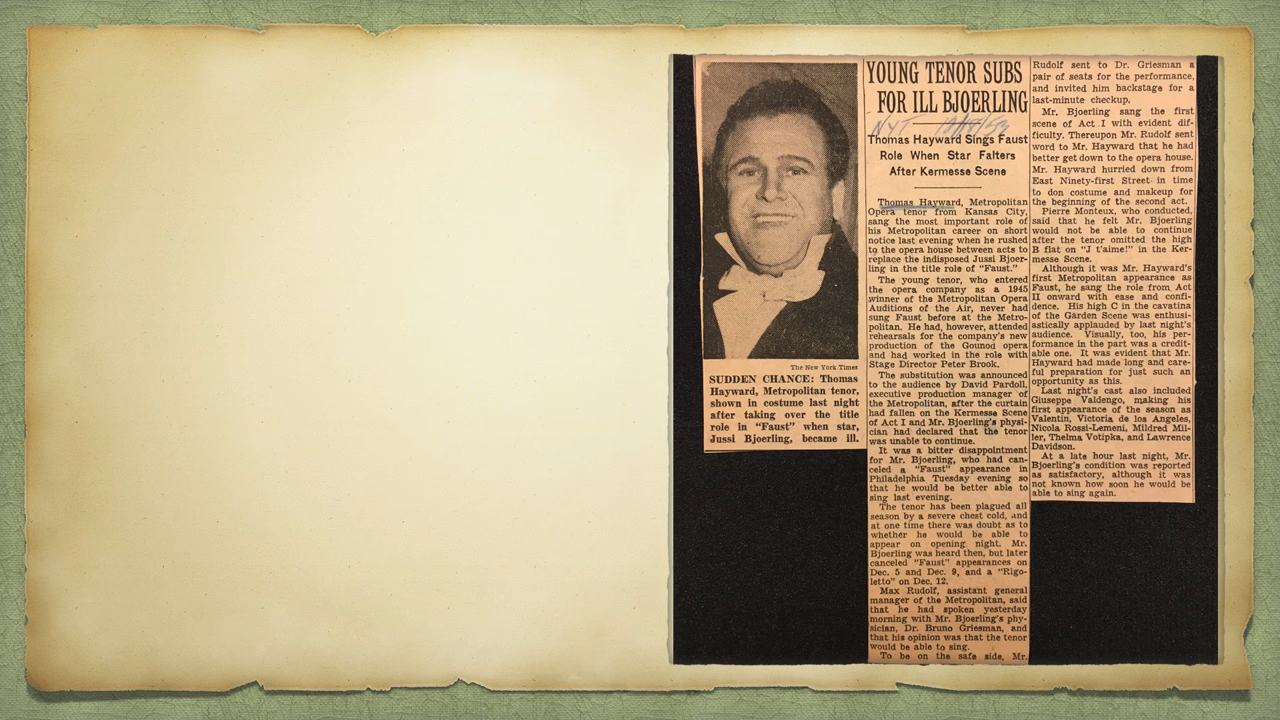 The New York Times
SUDDEN CHANCE: Thomas
Hayward, Metropolitan tenor,
shown in costume last night
after taking over the title
role in "Faust" when star,
Jussi Bjoerling, became ill.
YOUNG TENOR SUBS
FOR ILL BJOERLING
NYT
Thomas Hayward Sings Faust
Role When Star Falters
After Kermesse Scene
Thomas Hayward, Metropolitan
Opera tenor from Kansas City,
sang the most important role of
his Metropolitan career on short
notice last evening when he rushed
to the opera house between acts to
replace the indisposed Jussi Bjoer-
ling in the title role of "Faust."
The young tenor, who entered
the opera company as a 1945
winner of the Metropolitan Opera
Auditions of the Air, never had
sung Faust before at the Metro-
politan. He had, however, attended
rehearsals for the company's new
production of the Gounod opera
and had worked in the role with
Stage Director Peter Brook.
The substitution was announced
to the audience by David Pardoll,
executive production manager of
the Metropolitan, after the curtain
had fallen on the Kermesse Scene
of Act I and Mr. Bjoerling's physi-
cian had declared that the tenor
was unable to continue.
It was a bitter disappointment
for Mr. Bjoerling, who had can-
celed a "Faust" appearance in
Philadelphia Tuesday evening so
that he would be better able to
sing last evening.
The tenor has been plagued all
season by a severe chest cold, and
at one time there was doubt as to
whether he would be able to
appear on opening night. Mr.
Bjoerling was heard then, but later
canceled "Faust" appearances on
Dec. 5 and Dec. 9, and a "Rigo-
letto" on Dec. 12.
Max Rudolf, assistant general
manager of the Metropolitan, said
that he had spoken yesterday
morning with Mr. Bjoerling's phy-
sician, Dr. Bruno Griesman, and
that his opinion was that the tenor
would be able to sing.
To be on the safe side, Mr.
Rudolf sent to Dr. Griesman a
pair of seats for the performance,
and invited him backstage for a
last-minute checkup.
Mr. Bjoerling sang the first
scene of Act I with evident dif-
ficulty. Thereupon Mr. Rudolf sent
word to Mr. Hayward that he had
better get down to the opera house.
Mr. Hayward hurried down from
East Ninety-first Street in time
to don costume and makeup for
the beginning of the second act.
Pierre Monteux, who conducted,
said that he felt Mr. Bjoerling
would not be able to continue
after the tenor omitted the high
B flat on "J t'aime!" in the Ker-
messe Scene.
Although it was Mr. Hayward's
first Metropolitan appearance as
Faust, he sang the role from Act
II onward with ease and confi-
dence. His high C in the cavatina
of the Garden Scene was enthusi-
astically applauded by last night's
audience. Visually, too, his per-
formance in the part was a credit-
able one. It was evident that Mr.
Hayward had made long and care-
ful preparation for just such an
opportunity as this.
Last night's cast also included
Giuseppe Valdengo, making his
first appearance of the season as
Valentin, Victoria de los Angeles,
Nicola Rossi-Lemeni, Mildred Mil-
ler, Thelma Votipka, and Lawrence
Davidson.
At a late hour last night, Mr.
Bjoerling's condition was reported
as satisfactory, although it was
not known how soon he would be
able to sing again.